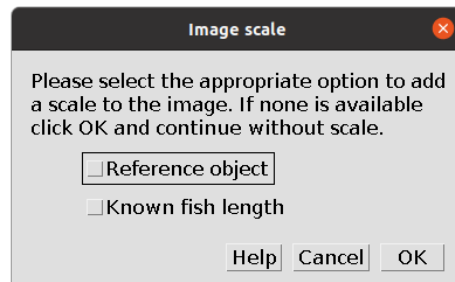 Image scale
Please select the appropriate option to add
a scale to the image. If none is available
click OK and continue without scale.
Reference object
Known fish length
Help Cancel OK